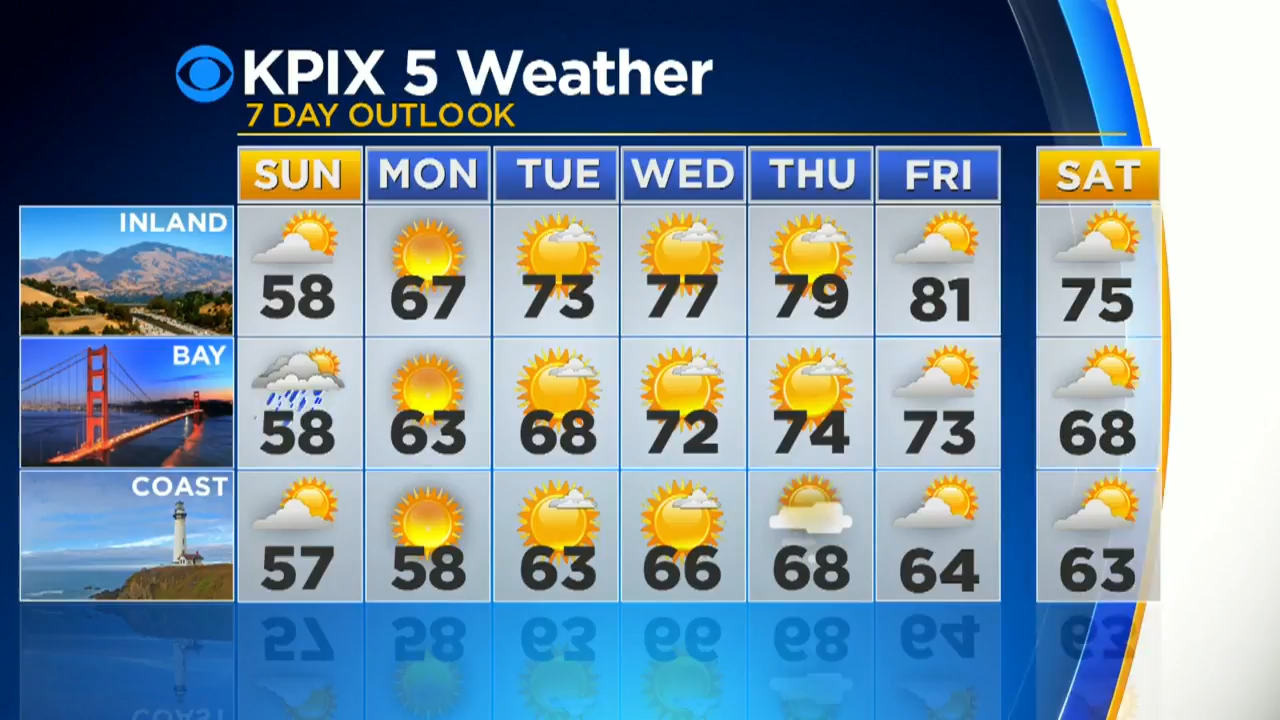 KPIX 5 Weather
7 DAY OUTLOOK
SUN MON TUE WED THU FRI SAT
INLAND
58 67 73 77 79 81 75
BAY
58 63 68 72 74 73 68
COAST
57 58 63 66 68 64 63